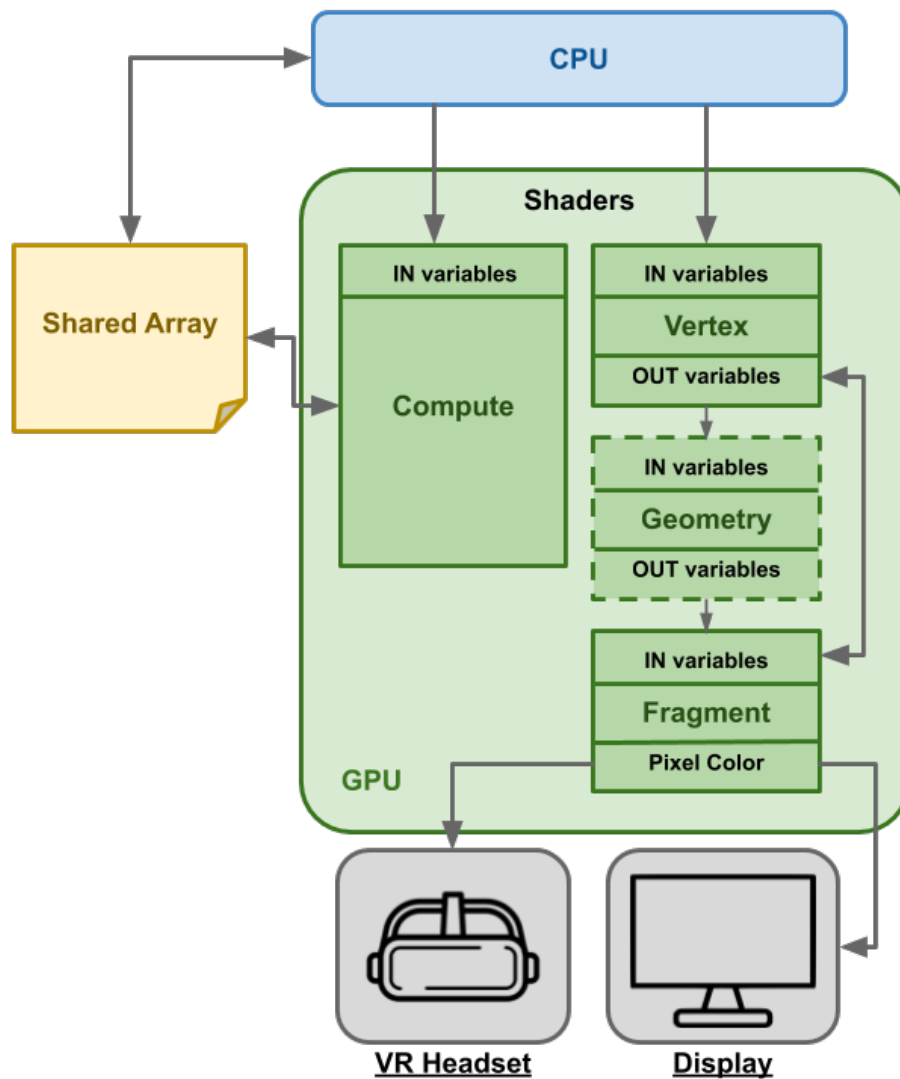 CPU
Shaders
Shared Array
IN variables
Compute
IN variables
Vertex
OUT variables
IN variables
Geometry
OUT variables
IN variables
Fragment
Pixel Color
GPU
VR Headset
Display